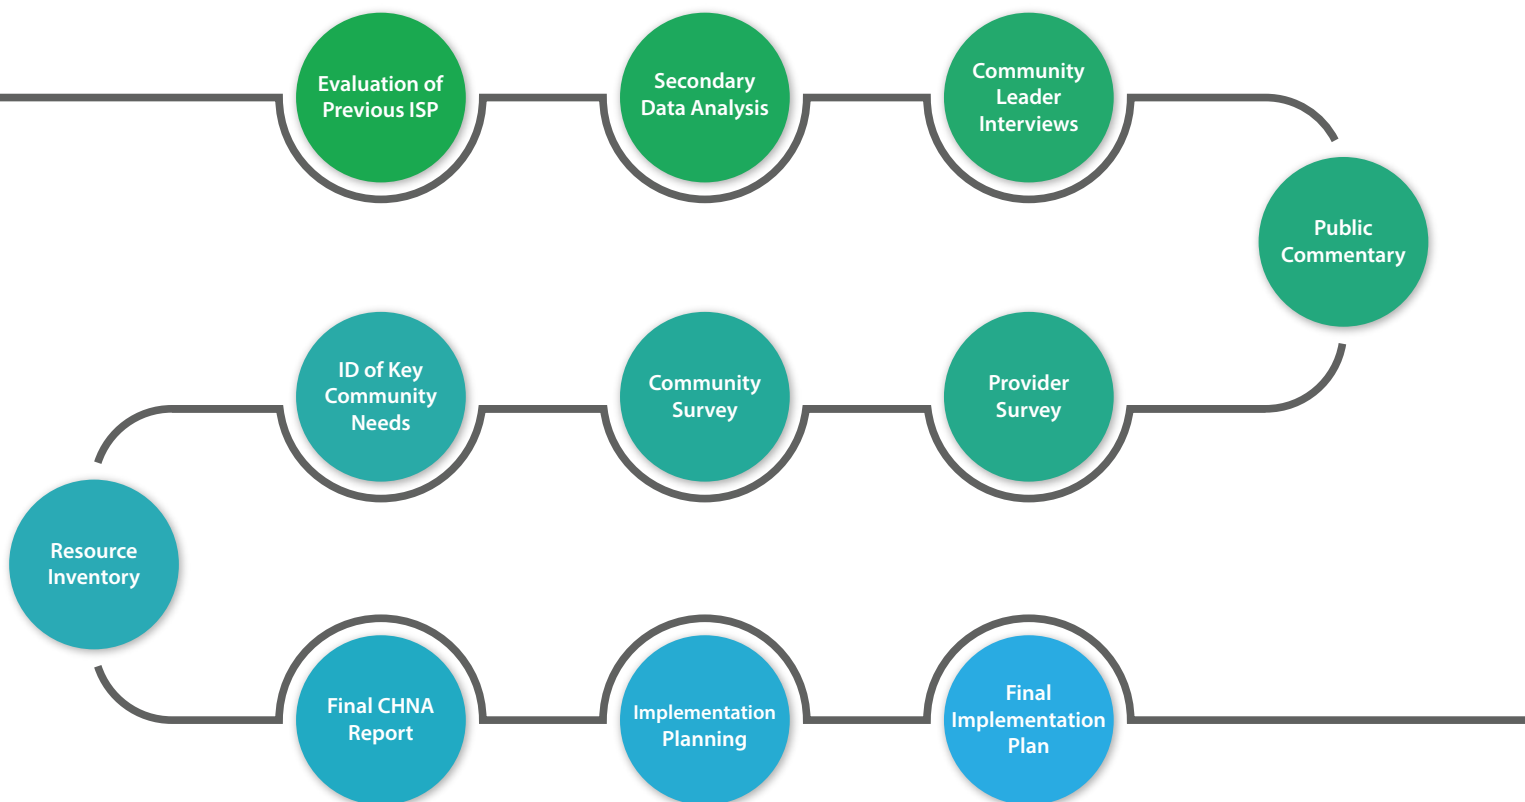 Evaluation of
Previous ISP
Secondary
Data Analysis
Community
Leader
Interviews
Public
Commentary
Provider
Survey
Community
Survey
ID of Key
Community
Needs
Resource
Inventory
Final CHNA
Report
Implementation
Planning
Final
Implementation
Plan